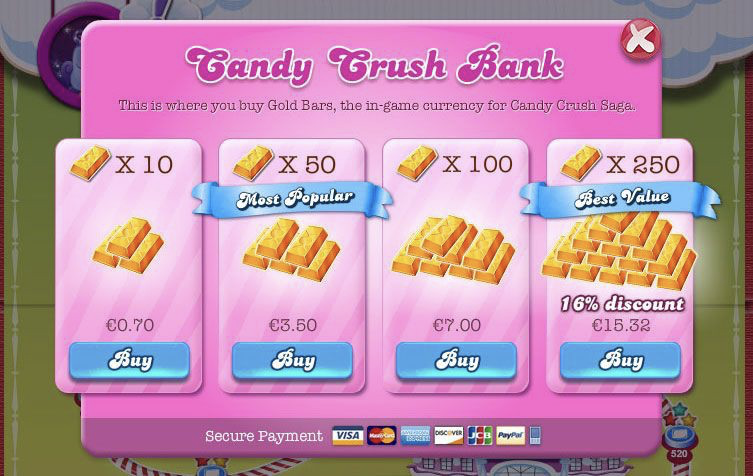 Candy Crush Bank
This is where you buy Gold Bars, the in-game currency for Candy Crush Saga.
X 10
X 50
X 100
X 250
Most Popular
Best Value
16% discount
€0.70
€3.50
€7.00
€15.32
Buy
Buy
Buy
Buy
Secure Payment VISA MasterCard AMERICAN EXPRESS DISCOVER JCB PayPal
520